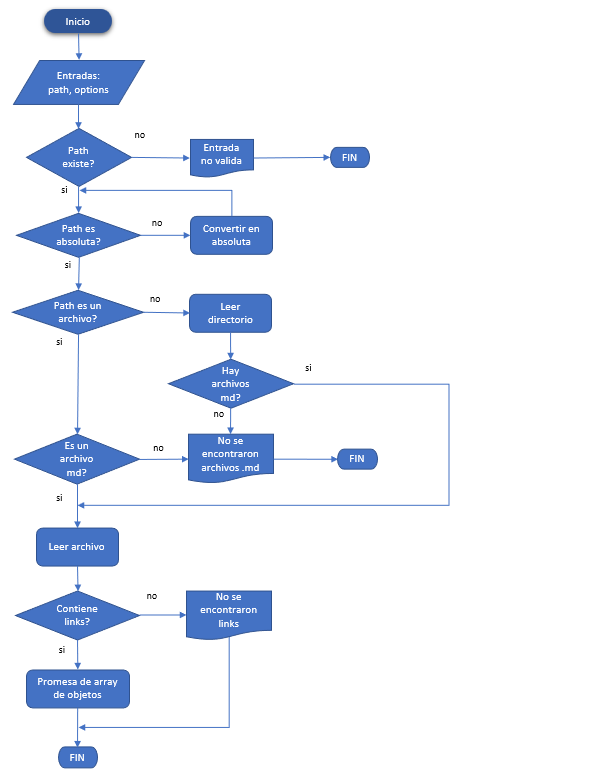 Inicio
Entradas:
path, options
Path
existe?
no
Entrada
no valida
FIN
si
Path es
absoluta?
no
Convertir en
absoluta
si
Path es un
archivo?
no
Leer
directorio
si
Hay
archivos
md?
si
no
Es un
archivo
md?
no
No se
encontraron
archivos .md
FIN
si
Leer archivo
Contiene
links?
no
No se
encontraron
links
si
Promesa de array
de objetos
FIN